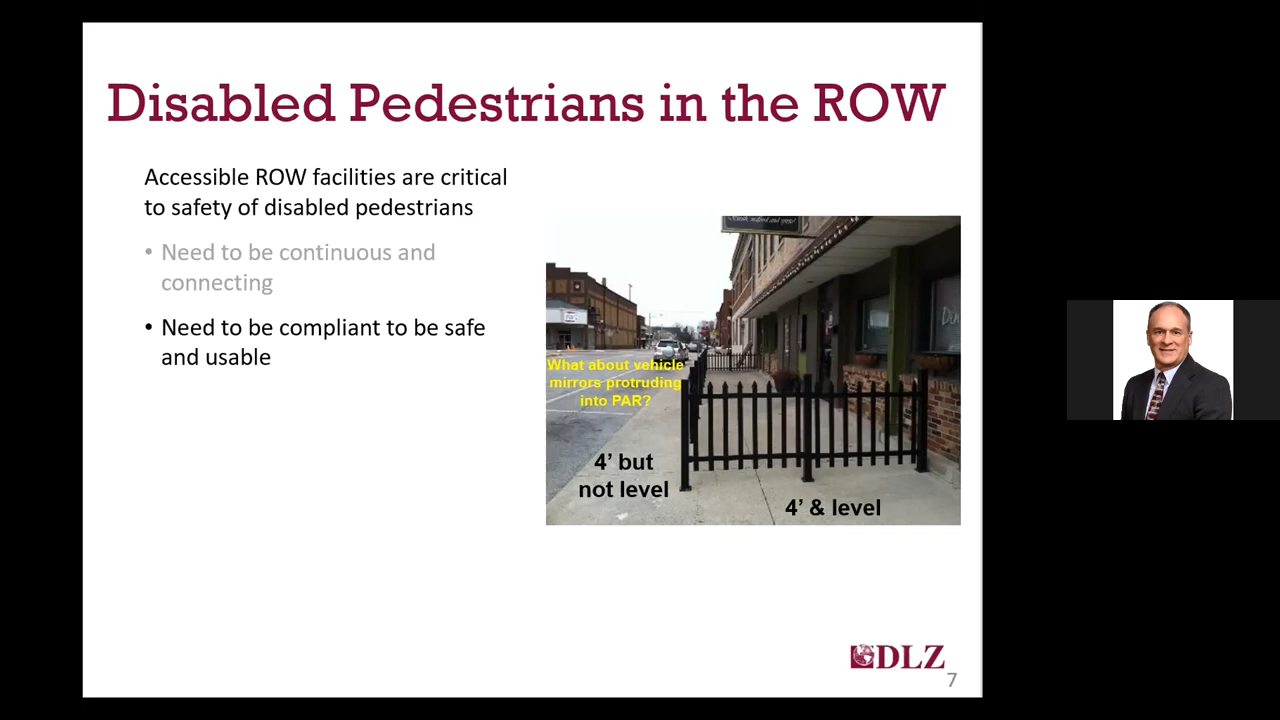 Disabled Pedestrians in the ROW
Accessible ROW facilities are critical
to safety of disabled pedestrians
• Need to be continuous and
connecting
• Need to be compliant to be safe
and usable
What about vehicle
mirrors protruding
into PAR?
4’ but
not level
4’ & level
DLZ
7